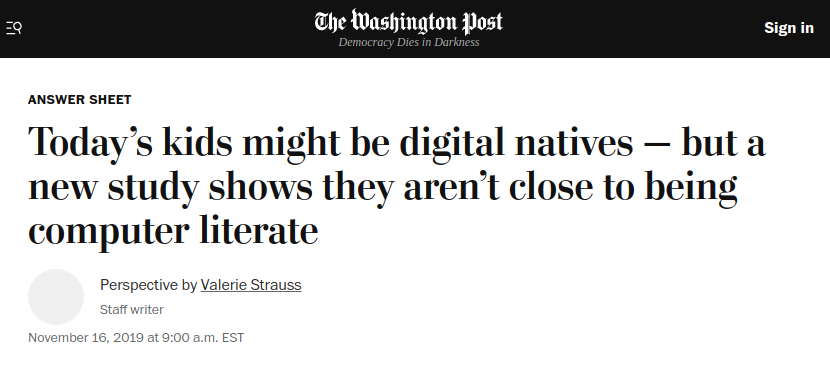 The Washington Post
Democracy Dies in Darkness
Sign in
ANSWER SHEET
Today’s kids might be digital natives — but a
new study shows they aren’t close to being
computer literate
Perspective by Valerie Strauss
Staff writer
November 16, 2019 at 9:00 a.m. EST